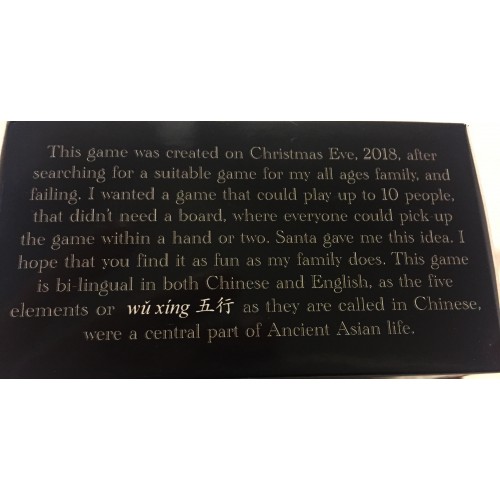 This game was created on Christmas Eve, 2018, after
searching for a suitable game for my all ages family, and
failing. I wanted a game that could play up to 10 people,
that didn't need a board, where everyone could pick-up
the game within a hand or two. Santa gave me this idea. I
hope that you find it as fun as my family does. This game
is bi-lingual in both Chinese and English, as the five
elements or wǔ xíng 五行 as they are called in Chinese,
were a central part of Ancient Asian life.